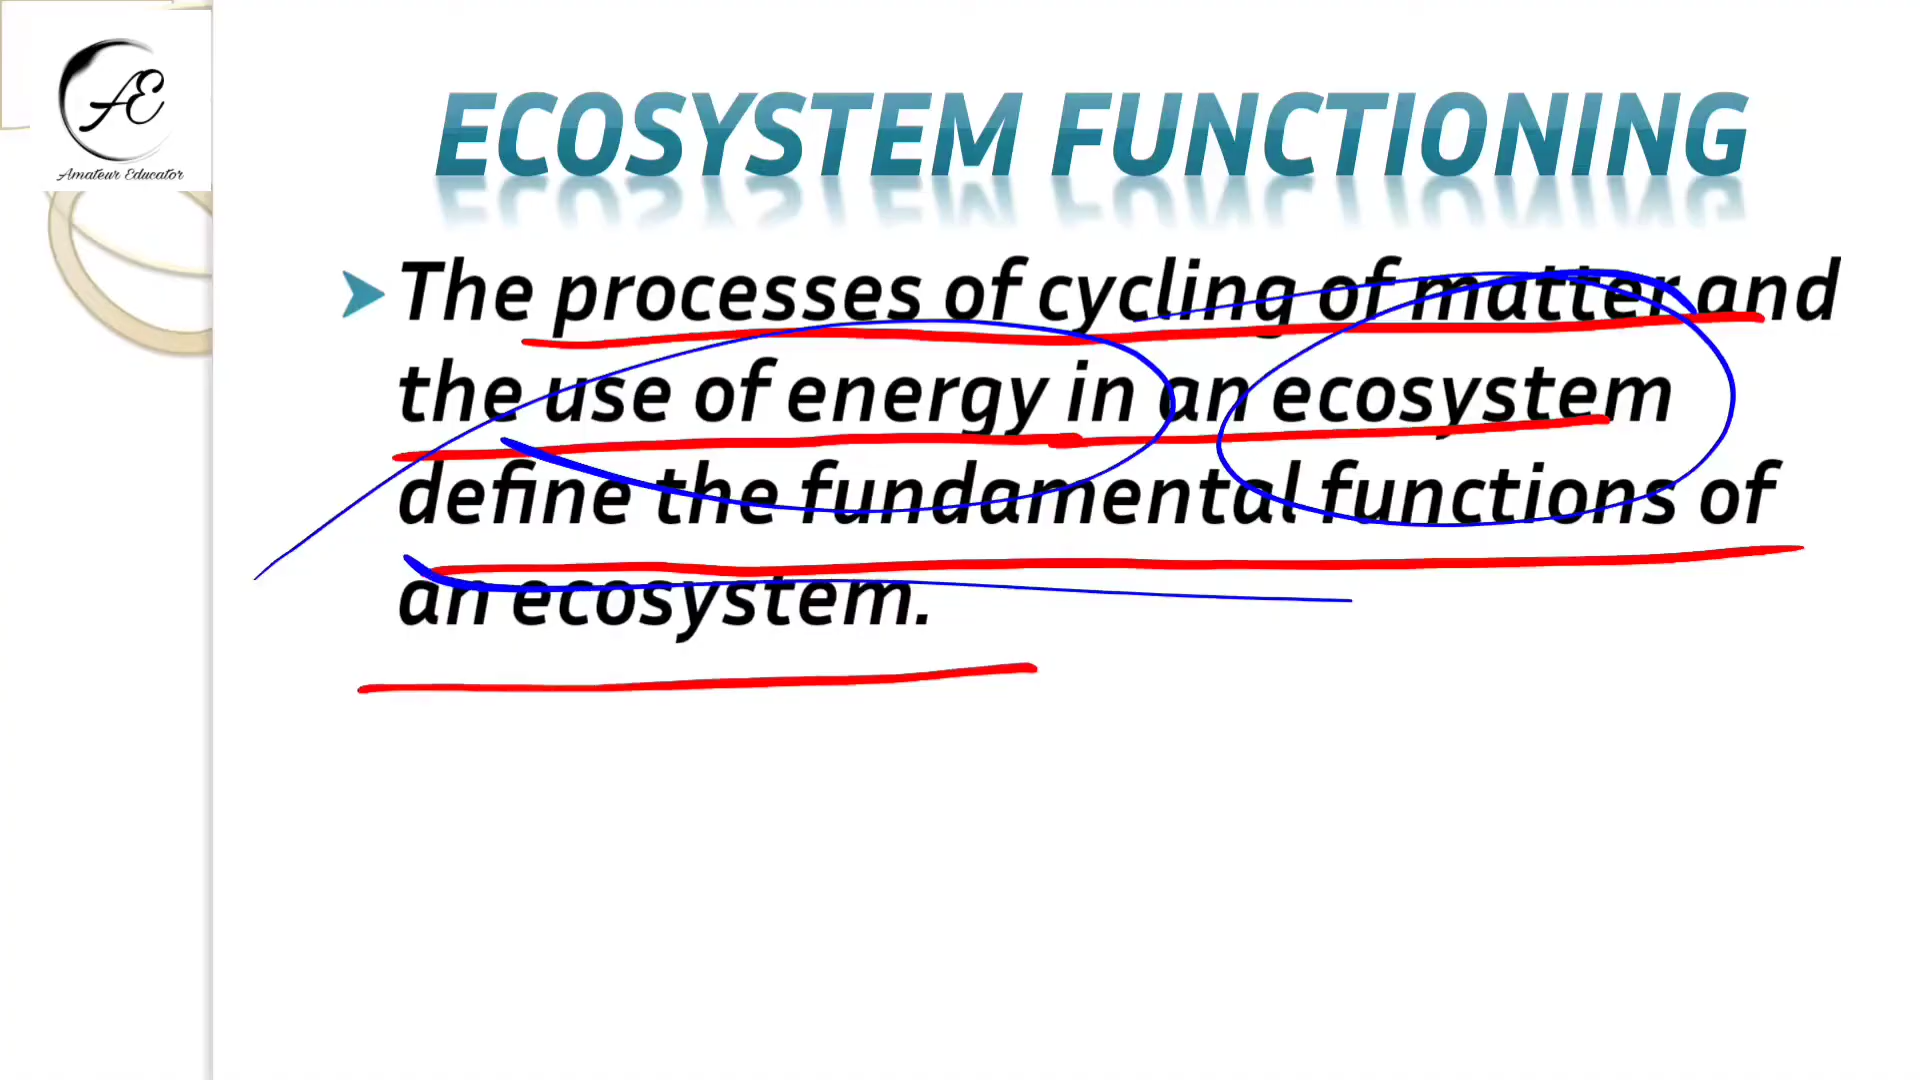 AE
Amateur Educator
ECOSYSTEM FUNCTIONING
The processes of cycling of matter and
the use of energy in an ecosystem
define the fundamental functions of
an ecosystem.